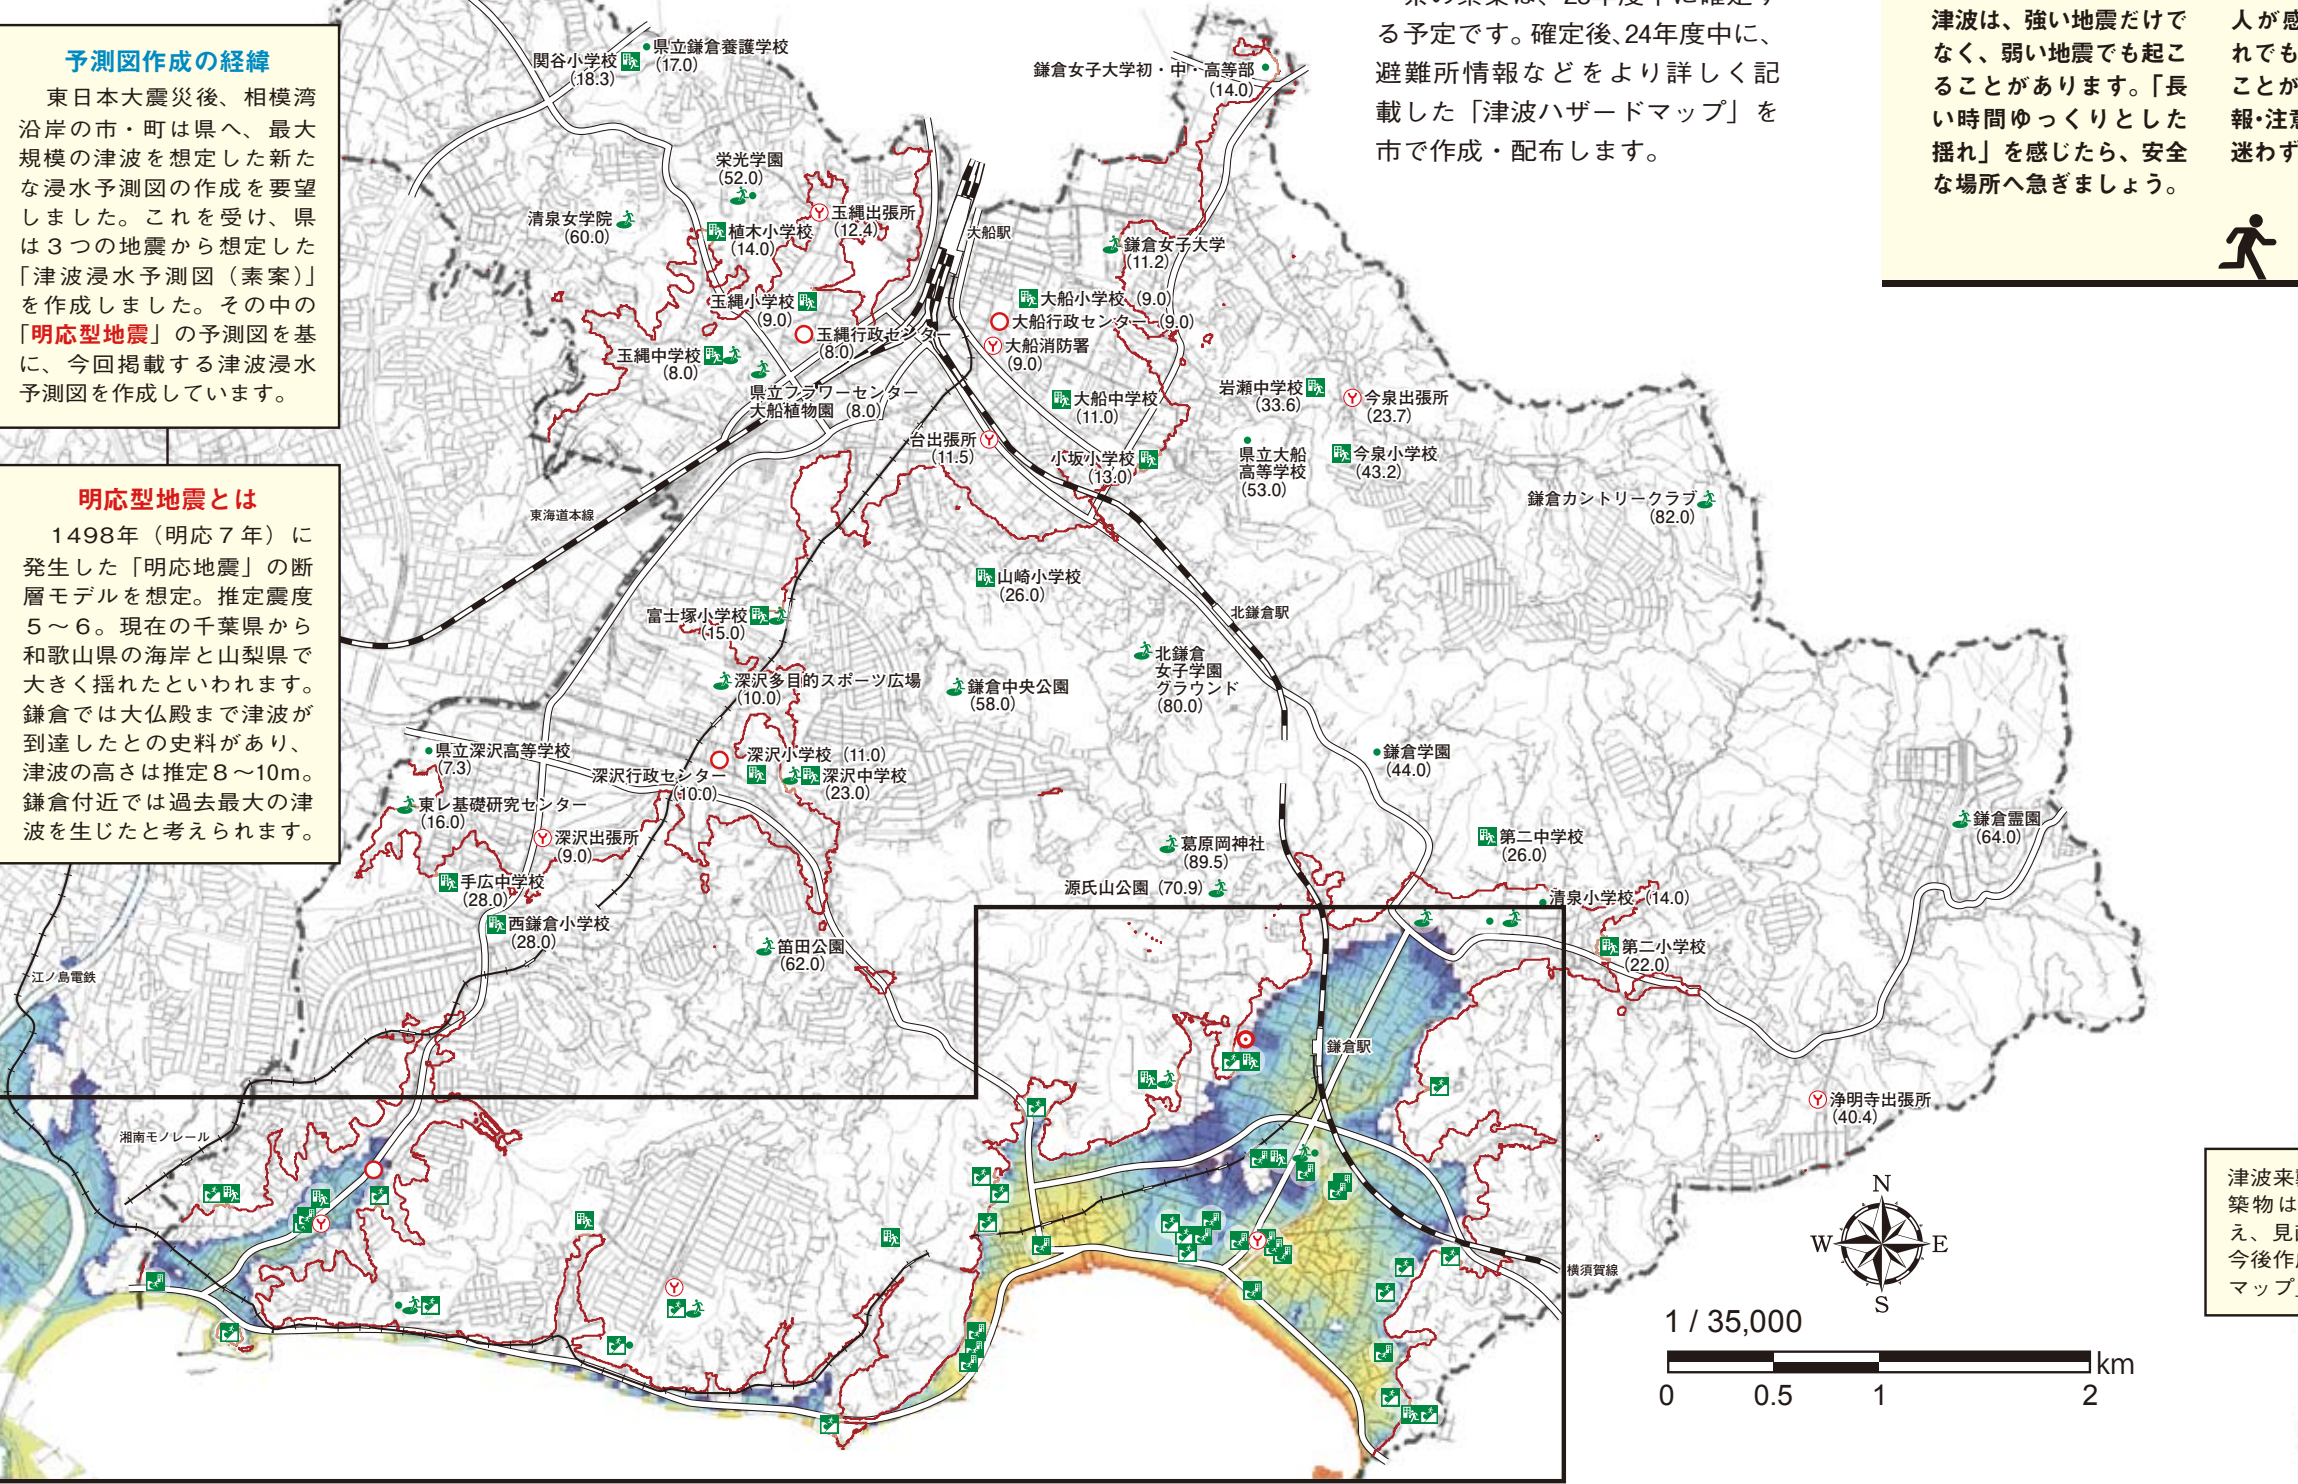 予測図作成の経緯
東日本大震災後、相模湾
沿岸の市・町は県へ、最大
規模の津波を想定した新た
な浸水予測図の作成を要望
しました。これを受け、県
は３つの地震から想定した
「津波浸水予測図（素案）」
を作成しました。その中の
「明応型地震」の予測図を基
に、今回掲載する津波浸水
予測図を作成しています。
明応型地震とは
1498年（明応７年）に
発生した「明応地震」の断
層モデルを想定。推定震度
５～６。現在の千葉県から
和歌山県の海岸と山梨県で
大きく揺れたといわれます。
鎌倉では大仏殿まで津波が
到達したとの史料があり、
津波の高さは推定８～10m。
鎌倉付近では過去最大の津
波を生じたと考えられます。
る予定です。確定後、24年度中に、
避難所情報などをより詳しく記
載した「津波ハザードマップ」を
市で作成・配布します。
津波は、強い地震だけで
なく、弱い地震でも起こ
ることがあります。「長
い時間ゆっくりとした
揺れ」を感じたら、安全
な場所へ急ぎましょう。
人が感
れでも
ことが
報・注意
迷わず
関谷小学校
(18.3)
県立鎌倉養護学校
(17.0)
鎌倉女子大学初・中・高等部
(14.0)
栄光学園
(52.0)
清泉女学院
(60.0)
植木小学校
(14.0)
玉縄出張所
(12.4)
大船駅
鎌倉女子大学
(11.2)
玉縄小学校
(9.0)
大船小学校 (9.0)
大船行政センター (9.0)
玉縄行政センター
(8.0)
大船消防署
(9.0)
玉縄中学校
(8.0)
県立フラワーセンター
大船植物園 (8.0)
大船中学校
(11.0)
岩瀬中学校
(33.6)
今泉出張所
(23.7)
台出張所
(11.5)
小坂小学校
(13.0)
県立大船
高等学校
(53.0)
今泉小学校
(43.2)
鎌倉カントリークラブ
(82.0)
東海道本線
山崎小学校
(26.0)
北鎌倉駅
富士塚小学校
(15.0)
北鎌倉
女子学園
グラウンド
(80.0)
深沢多目的スポーツ広場
(10.0)
鎌倉中央公園
(58.0)
県立深沢高等学校
(7.3)
深沢小学校 (11.0)
深沢行政センター
(10.0)
深沢中学校
(23.0)
鎌倉学園
(44.0)
東レ基礎研究センター
(16.0)
深沢出張所
(9.0)
葛原岡神社
(89.5)
第二中学校
(26.0)
鎌倉霊園
(64.0)
手広中学校
(28.0)
源氏山公園 (70.9)
清泉小学校 (14.0)
西鎌倉小学校
(28.0)
笛田公園
(62.0)
第二小学校
(22.0)
江ノ島電鉄
鎌倉駅
浄明寺出張所
(40.4)
湘南モノレール
横須賀線
N
W
E
S
1 / 35,000
km
0
0.5
1
2
津波来
築物は
え、見
今後作
マップ」